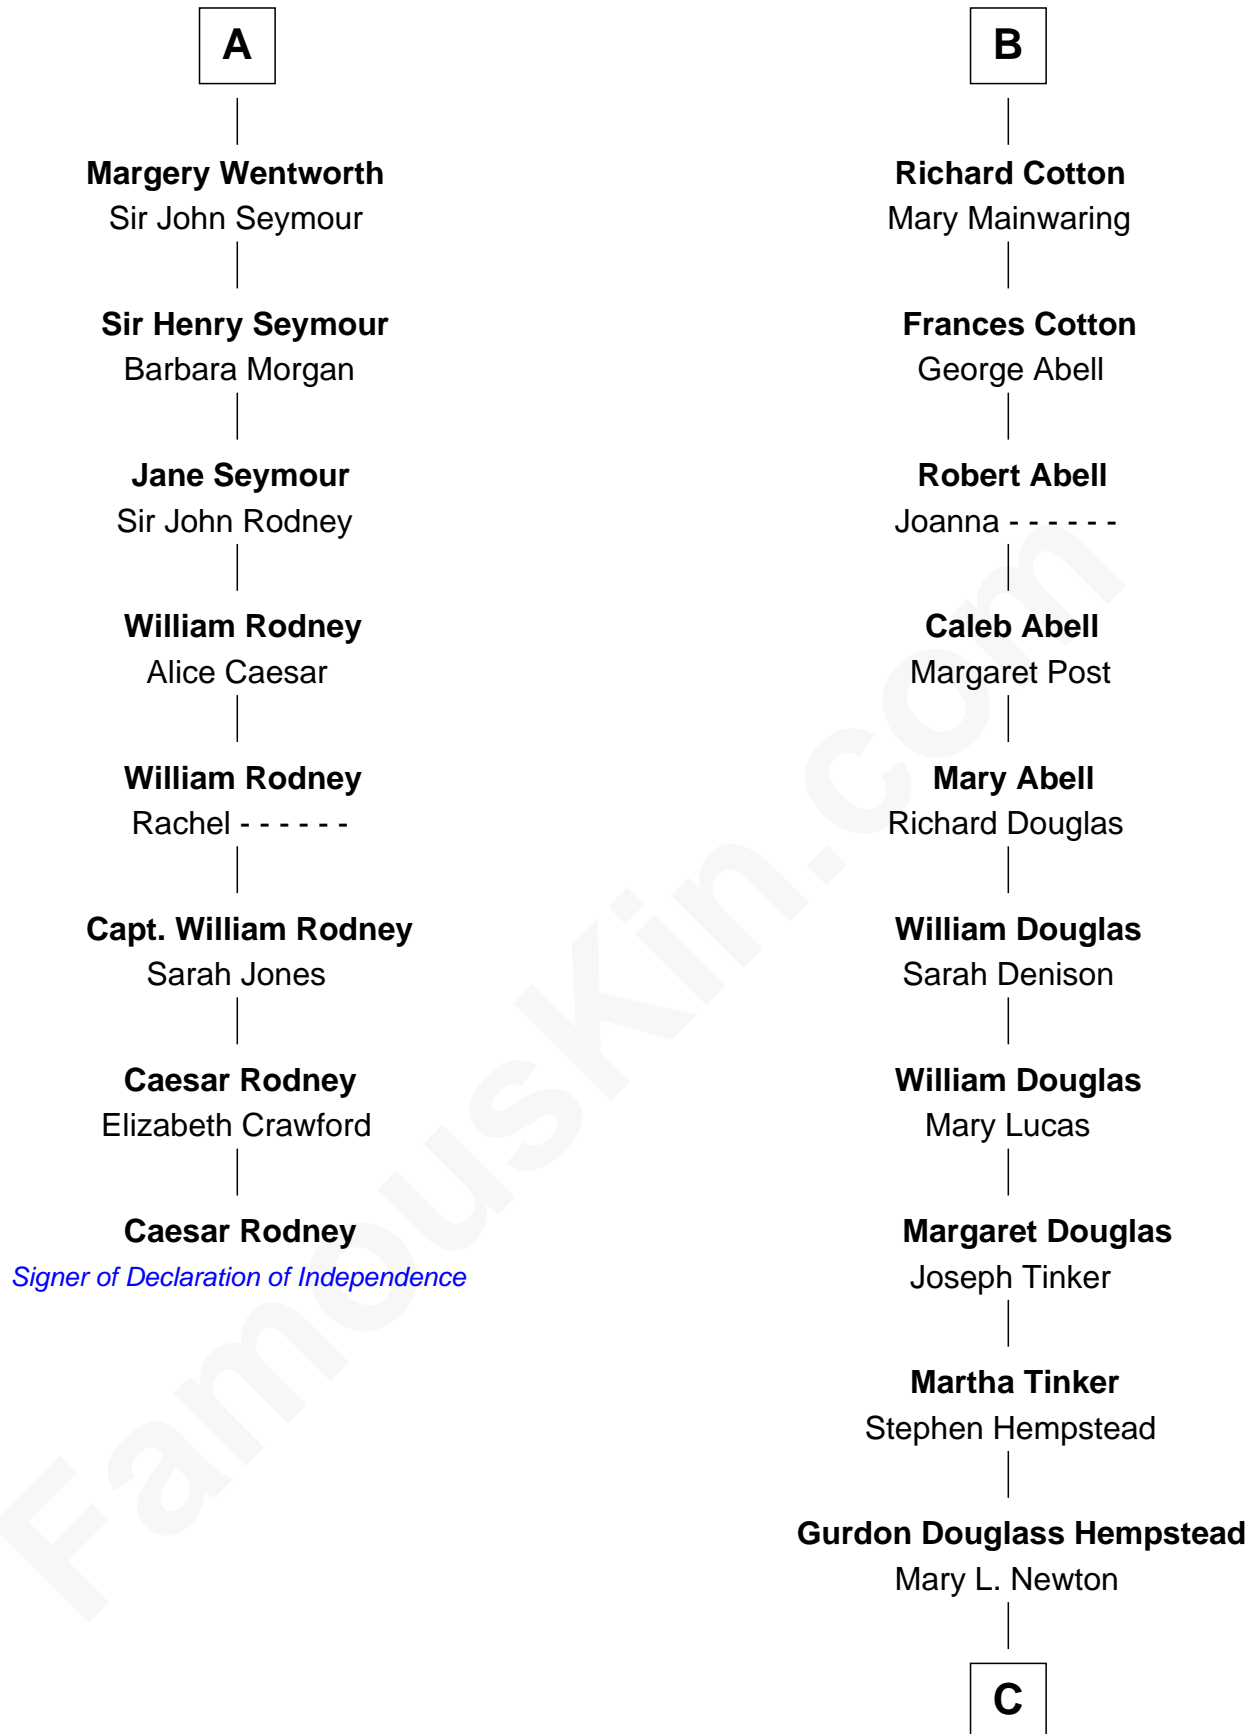 A
Margery Wentworth
Sir John Seymour
Sir Henry Seymour
Barbara Morgan
Jane Seymour
Sir John Rodney
William Rodney
Alice Caesar
William Rodney
Rachel - - - - - -
Capt. William Rodney
Sarah Jones
Caesar Rodney
Elizabeth Crawford
Caesar Rodney
Signer of Declaration of Independence
B
Richard Cotton
Mary Mainwaring
Frances Cotton
George Abell
Robert Abell
Joanna - - - - - -
Caleb Abell
Margaret Post
Mary Abell
Richard Douglas
William Douglas
Sarah Denison
William Douglas
Mary Lucas
Margaret Douglas
Joseph Tinker
Martha Tinker
Stephen Hempstead
Gurdon Douglass Hempstead
Mary L. Newton
C
FamousKin.com